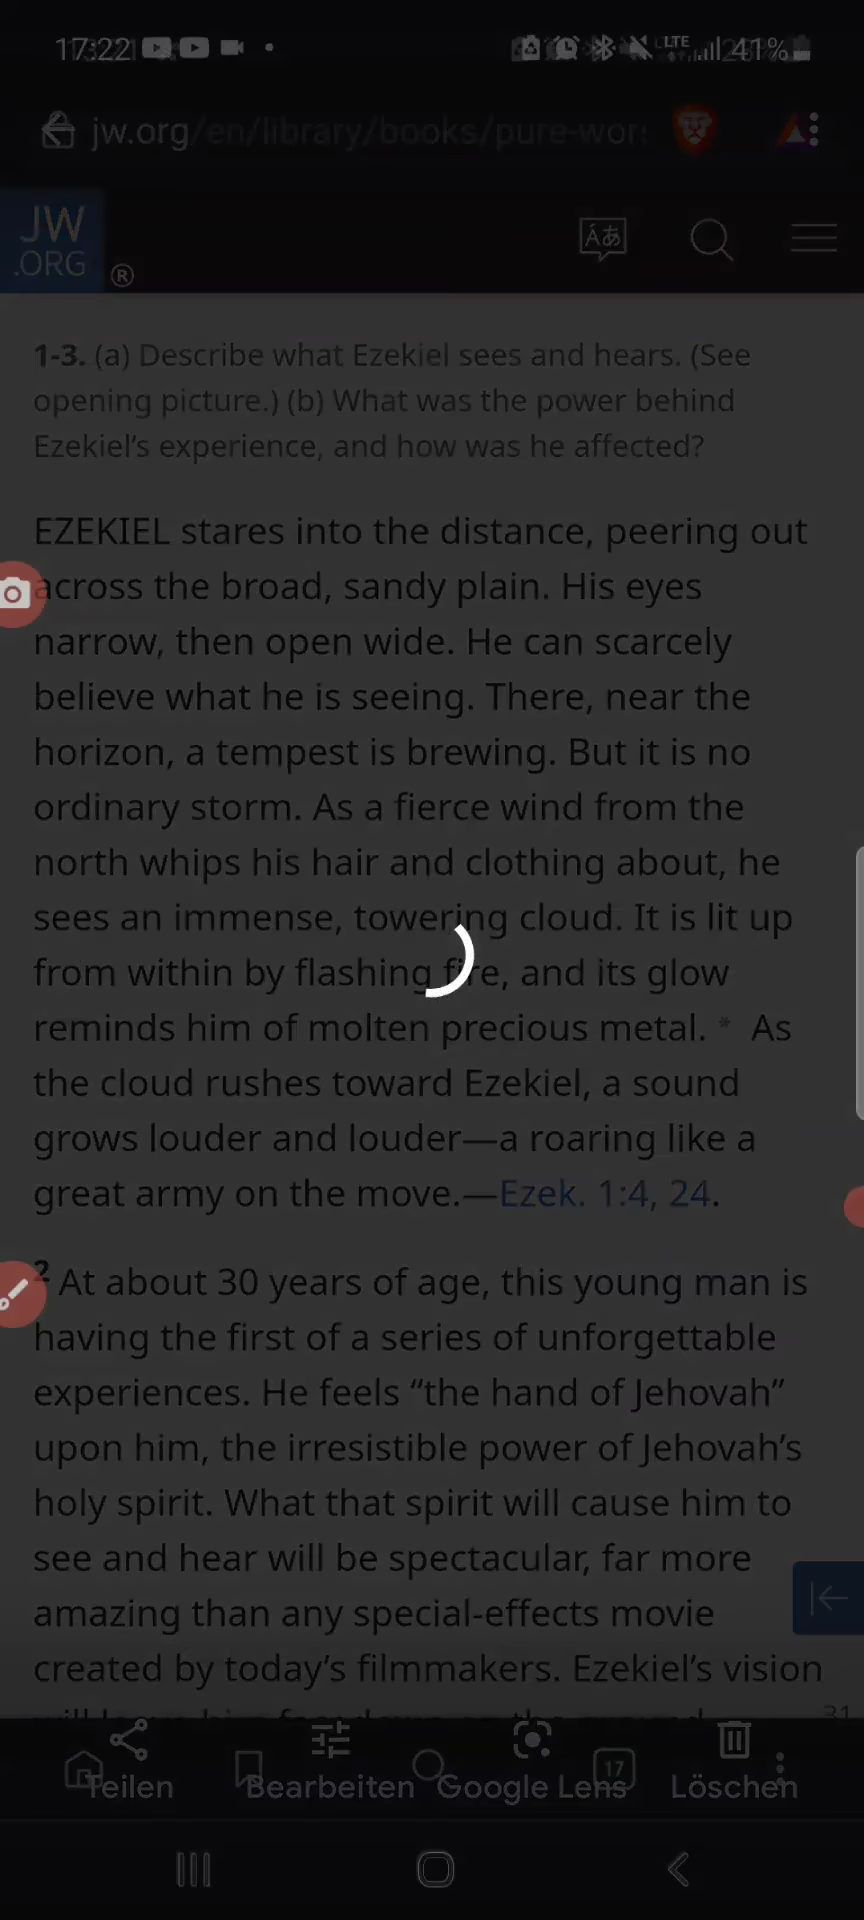 17:22
LTE
41%
jw.org/en/library/books/pure-wor
JW
.ORG
®
Áあ
1-3. (a) Describe what Ezekiel sees and hears. (See
opening picture.) (b) What was the power behind
Ezekiel’s experience, and how was he affected?
EZEKIEL stares into the distance, peering out
across the broad, sandy plain. His eyes
narrow, then open wide. He can scarcely
believe what he is seeing. There, near the
horizon, a tempest is brewing. But it is no
ordinary storm. As a fierce wind from the
north whips his hair and clothing about, he
sees an immense, towering cloud. It is lit up
from within by flashing fire, and its glow
reminds him of molten precious metal. * As
the cloud rushes toward Ezekiel, a sound
grows louder and louder—a roaring like a
great army on the move.—Ezek. 1:4, 24.
2 At about 30 years of age, this young man is
having the first of a series of unforgettable
experiences. He feels “the hand of Jehovah”
upon him, the irresistible power of Jehovah’s
holy spirit. What that spirit will cause him to
see and hear will be spectacular, far more
amazing than any special-effects movie
created by today’s filmmakers. Ezekiel’s vision
31
17
Teilen Bearbeiten Google Lens Löschen